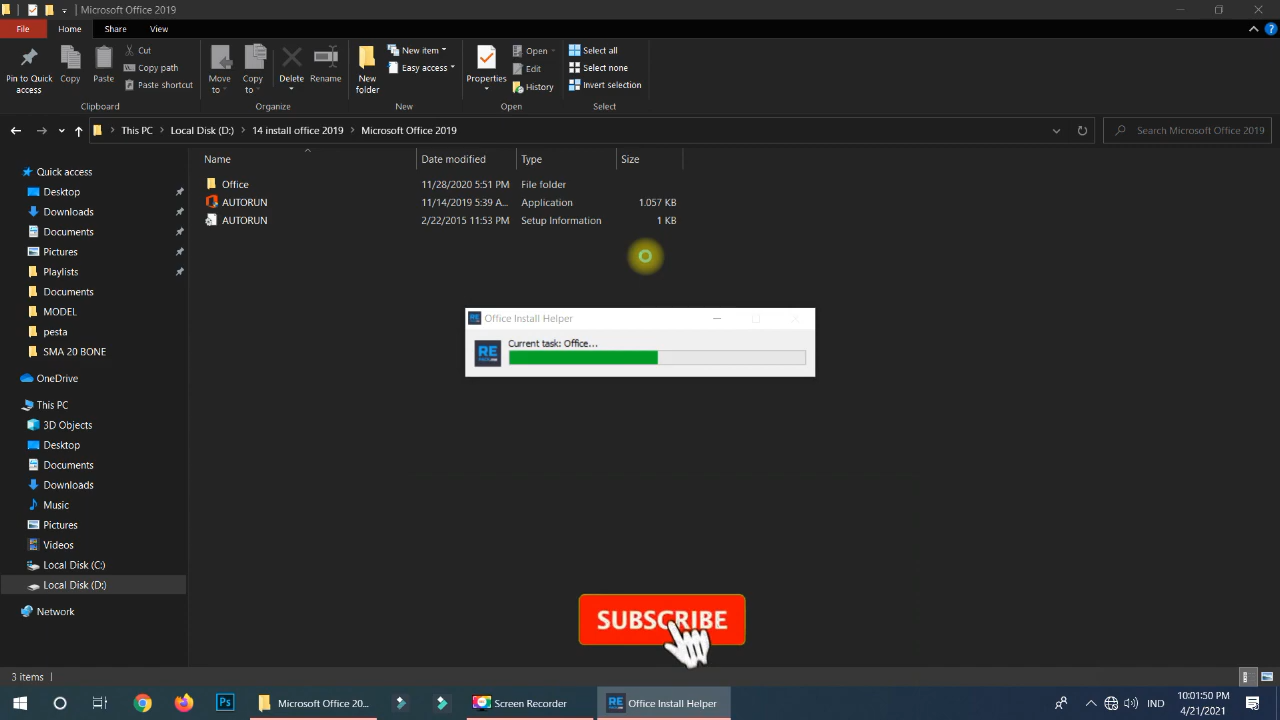 Microsoft Office 2019
File Home Share View
Pin to Quick access
Copy
Paste
Cut
Copy path
Paste shortcut
Clipboard
Move to
Copy to
Delete
Rename
Organize
New folder
New item
Easy access
New
Properties
Open
Edit
History
Open
Select all
Select none
Invert selection
Select
This PC > Local Disk (D:) > 14 install office 2019 > Microsoft Office 2019
Search Microsoft Office 2019
Name Date modified Type Size
Office 11/28/2020 5:51 PM File folder
AUTORUN 11/14/2019 5:39 A... Application 1.057 KB
AUTORUN 2/22/2015 11:53 PM Setup Information 1 KB
Quick access
Desktop
Downloads
Documents
Pictures
Playlists
Documents
MODEL
pesta
SMA 20 BONE
OneDrive
This PC
3D Objects
Desktop
Documents
Downloads
Music
Pictures
Videos
Local Disk (C:)
Local Disk (D:)
Network
Office Install Helper
RE
Current task: Office...
SUBSCRIBE
3 items
Ps
Microsoft Office 20...
Screen Recorder
RE
Office Install Helper
IND
10:01:50 PM
4/21/2021